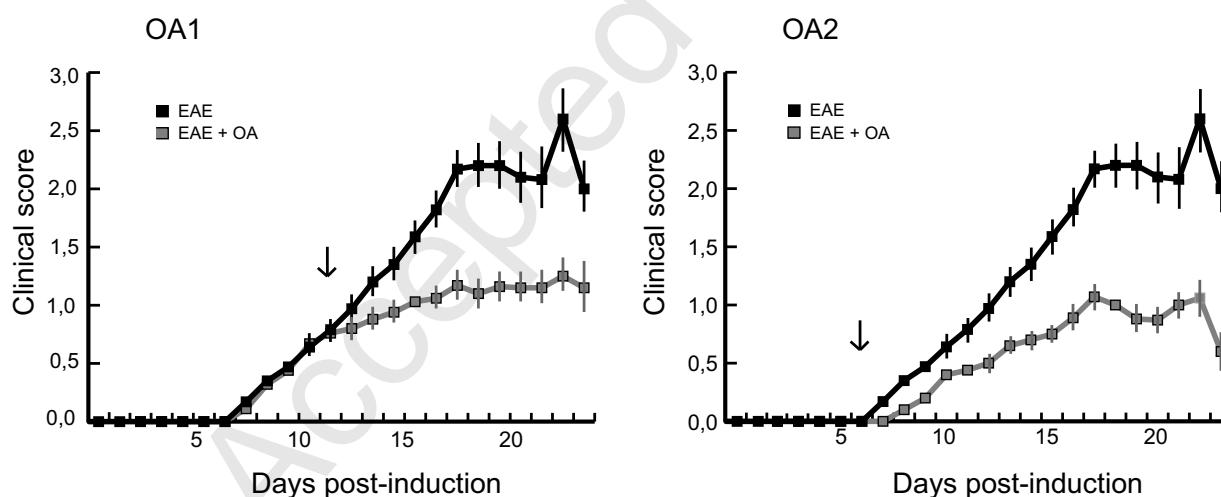 OA1
3,0
2,5
2,0
1,5
1,0
0,5
0,0
Clinical score
EAE
EAE + OA
5 10 15 20
Days post-induction
OA2
3,0
2,5
2,0
1,5
1,0
0,5
0,0
Clinical score
EAE
EAE + OA
5 10 15 20
Days post-induction
Accepted